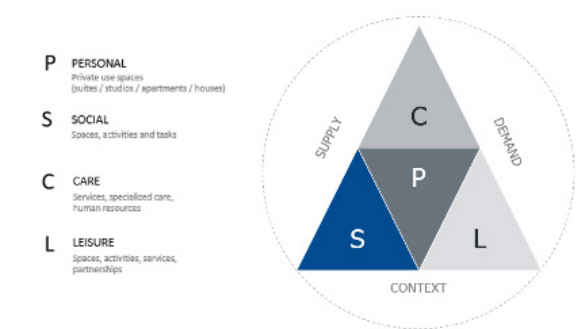 P PERSONAL
Private use spaces
(suites / studios / apartments / houses)
S SOCIAL
Spaces, activities and tasks
C CARE
Services, specialized care,
human resources
L LEISURE
Spaces, activities, services,
partnerships
C
SUPPLY
DEMAND
P
S
L
CONTEXT